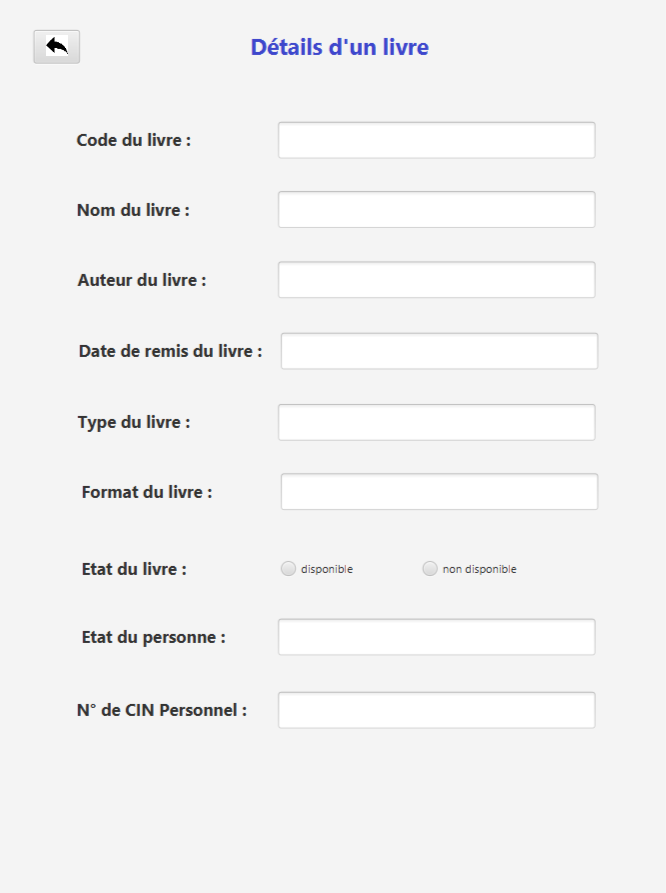 Détails d'un livre
Code du livre :
Nom du livre :
Auteur du livre :
Date de remis du livre :
Type du livre :
Format du livre :
Etat du livre : disponible non disponible
Etat du personne :
N° de CIN Personnel :